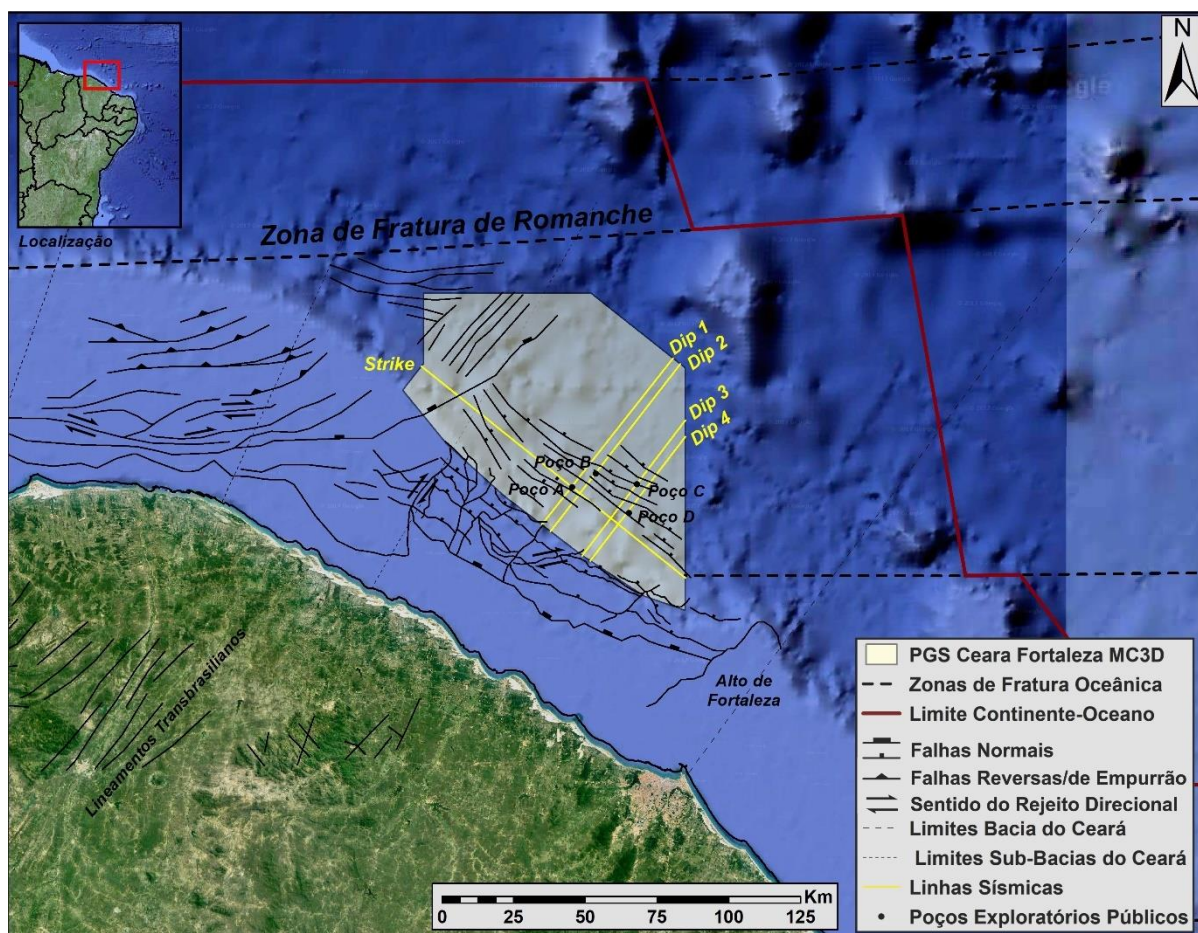 N
Localização
Zona de Fratura de Romanche
Strike
Dip 1
Dip 2
Dip 3
Dip 4
Poço B
Poço A
Poço C
Poço D
Alto de
Fortaleza
Lineamentos Transbrasilianos
PGS Ceara Fortaleza MC3D
Zonas de Fratura Oceânica
Limite Continente-Oceano
Falhas Normais
Falhas Reversas/de Empurrão
Sentido do Rejeito Direcional
Limites Bacia do Ceará
Limites Sub-Bacias do Ceará
Linhas Sísmicas
Poços Exploratórios Públicos
Km
0 25 50 75 100 125